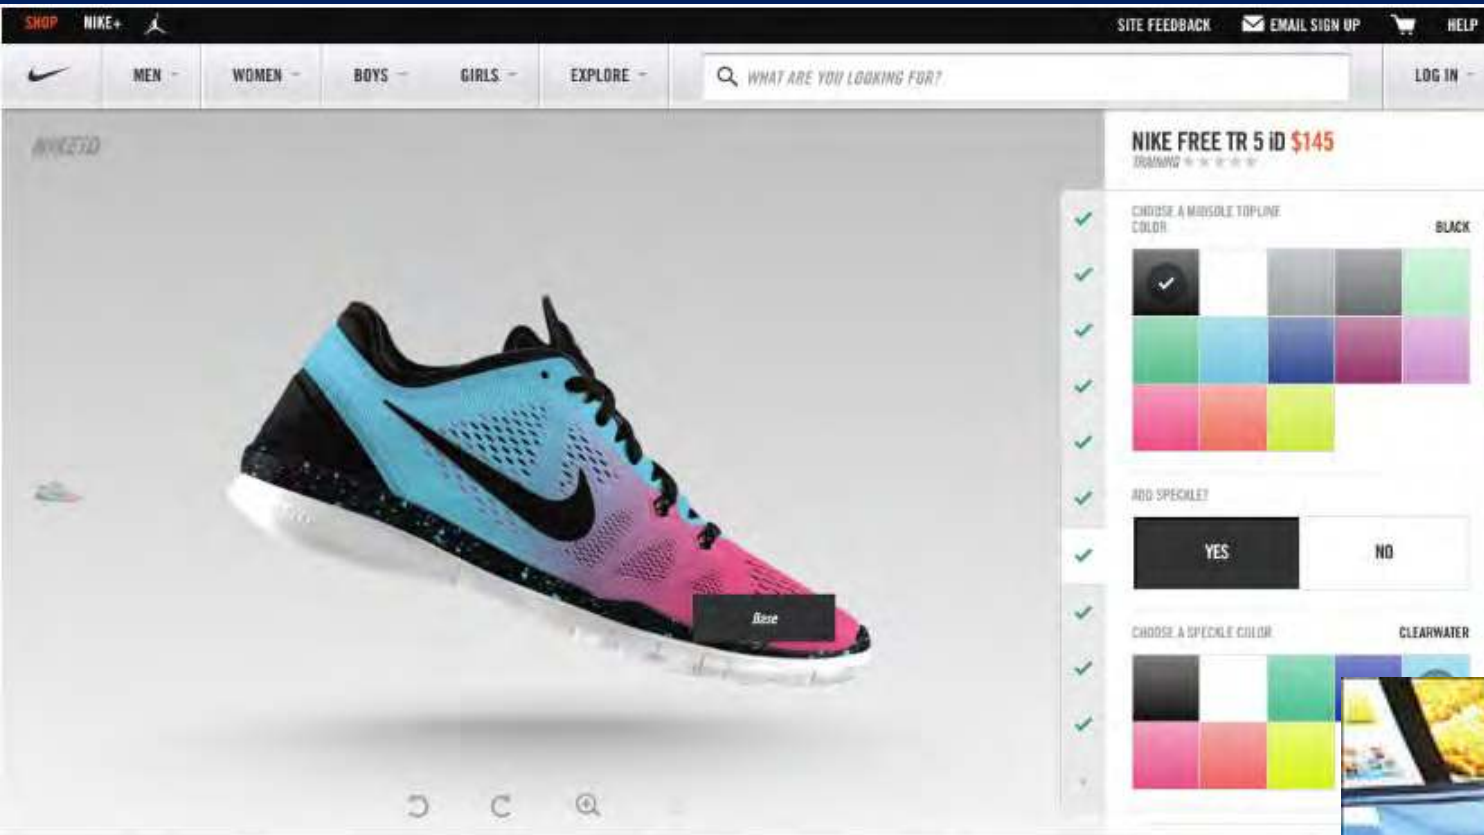 SHOP NIKE+ SITE FEEDBACK EMAIL SIGN UP HELP
MEN WOMEN BOYS GIRLS EXPLORE WHAT ARE YOU LOOKING FOR? LOG IN
NIKEiD
NIKE FREE TR 5 iD $145
TRAINING
CHOOSE A MIDSOLE TOPLINE
COLOR BLACK
ADD SPECKLE?
YES NO
Base
CHOOSE A SPECKLE COLOR CLEARWATER